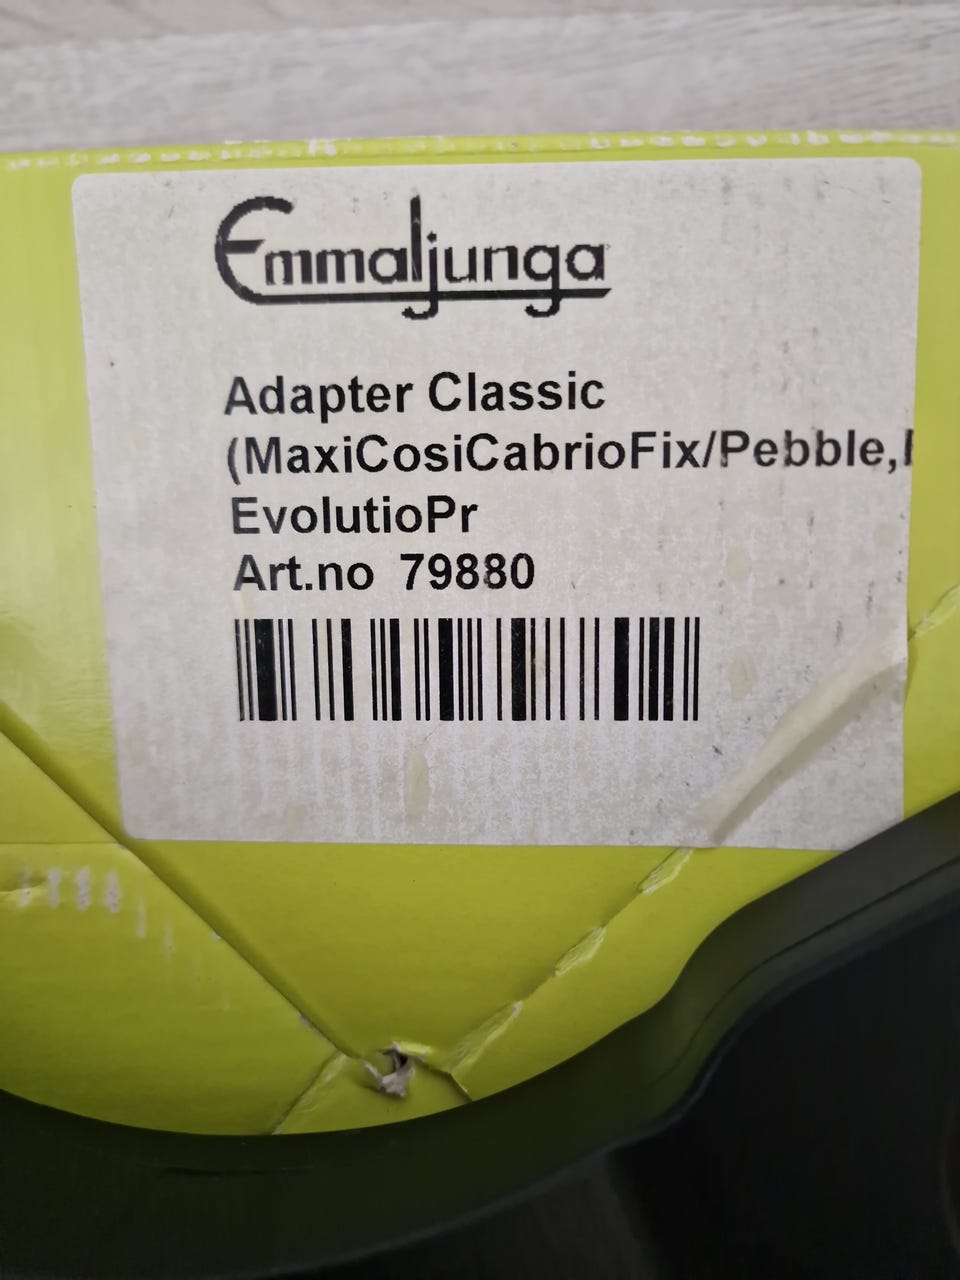 Emmaljunga
Adapter Classic
(MaxiCosiCabrioFix/Pebble,
EvolutioPr
Art.no 79880